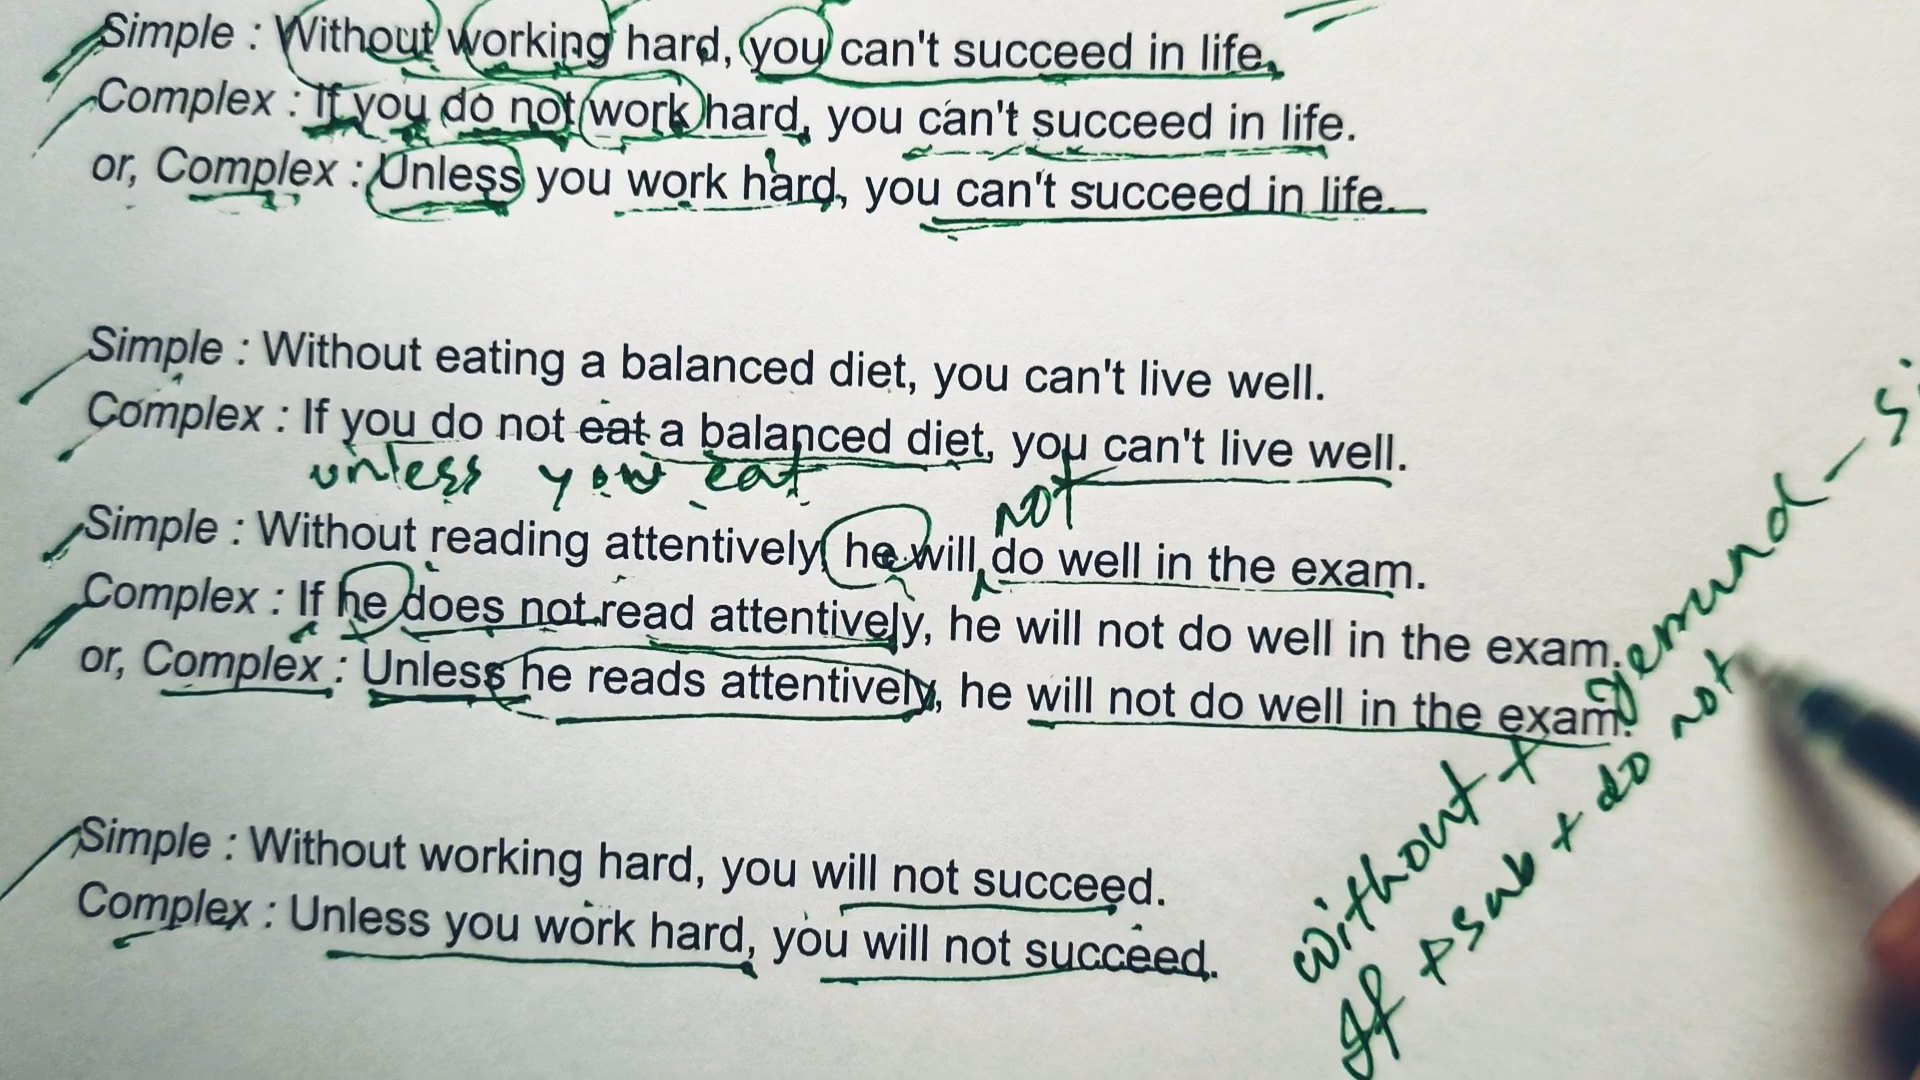 Simple : Without working hard, you can't succeed in life.
Complex : If you do not work hard, you can't succeed in life.
or, Complex : Unless you work hard, you can't succeed in life.
Simple : Without eating a balanced diet, you can't live well.
Complex : If you do not eat a balanced diet, you can't live well.
unless you eat
not
Simple : Without reading attentively, he will do well in the exam.
Complex : If he does not read attentively, he will not do well in the exam.
or, Complex : Unless he reads attentively, he will not do well in the exam.
Simple : Without working hard, you will not succeed.
Complex : Unless you work hard, you will not succeed.
without + gerund - si
If + sub + do not